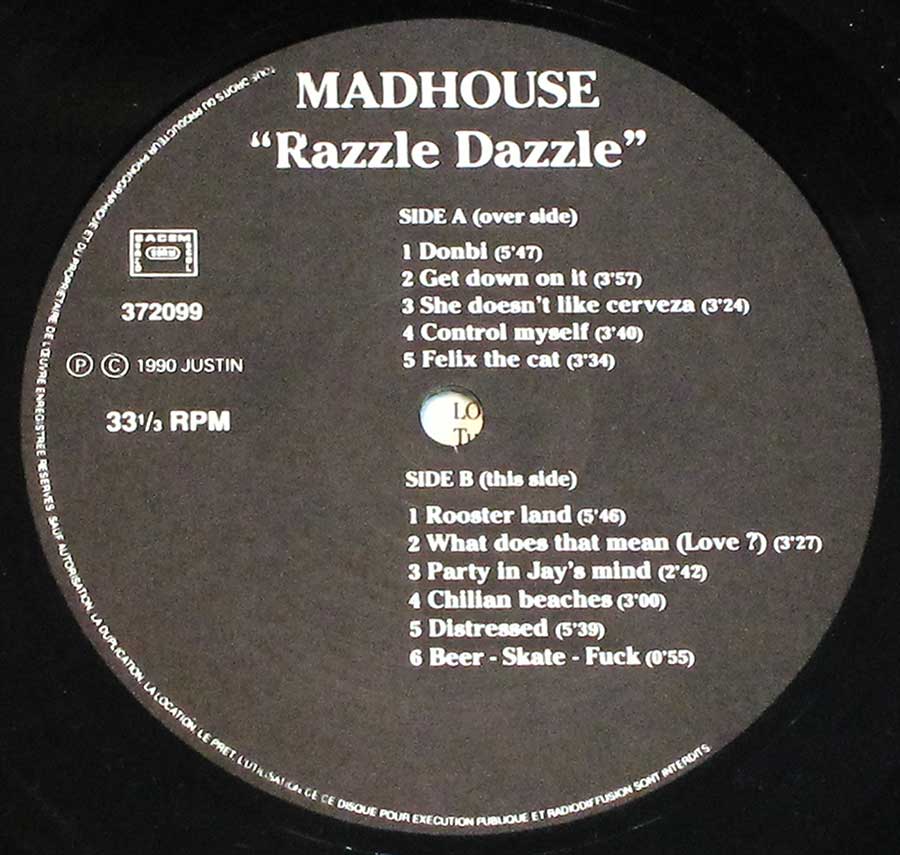 MADHOUSE
“Razzle Dazzle”
SIDE A (over side)
1 Donbi (5'47)
2 Get down on it (3'57)
3 She doesn't like cerveza (3'24)
4 Control myself (3'40)
5 Felix the cat (3'34)
SACEM
372099
Ⓟ Ⓒ 1990 JUSTIN
33 1/3 RPM
LO
SIDE B (this side)
1 Rooster land (5'46)
2 What does that mean (Love ?) (3'27)
3 Party in Jay's mind (2'42)
4 Chilian beaches (3'00)
5 Distressed (5'39)
6 Beer - Skate - Fuck (0'55)
TOUS DROITS DU PRODUCTEUR PHONOGRAPHIQUE ET DU PROPRIETAIRE DE L'ŒUVRE ENREGISTREE RESERVES. SAUF AUTORISATION, LA DUPLICATION, LA LOCATION, LE PRET, L'UTILISATION DE CE DISQUE POUR EXECUTION PUBLIQUE ET RADIODIFFUSION SONT INTERDITS